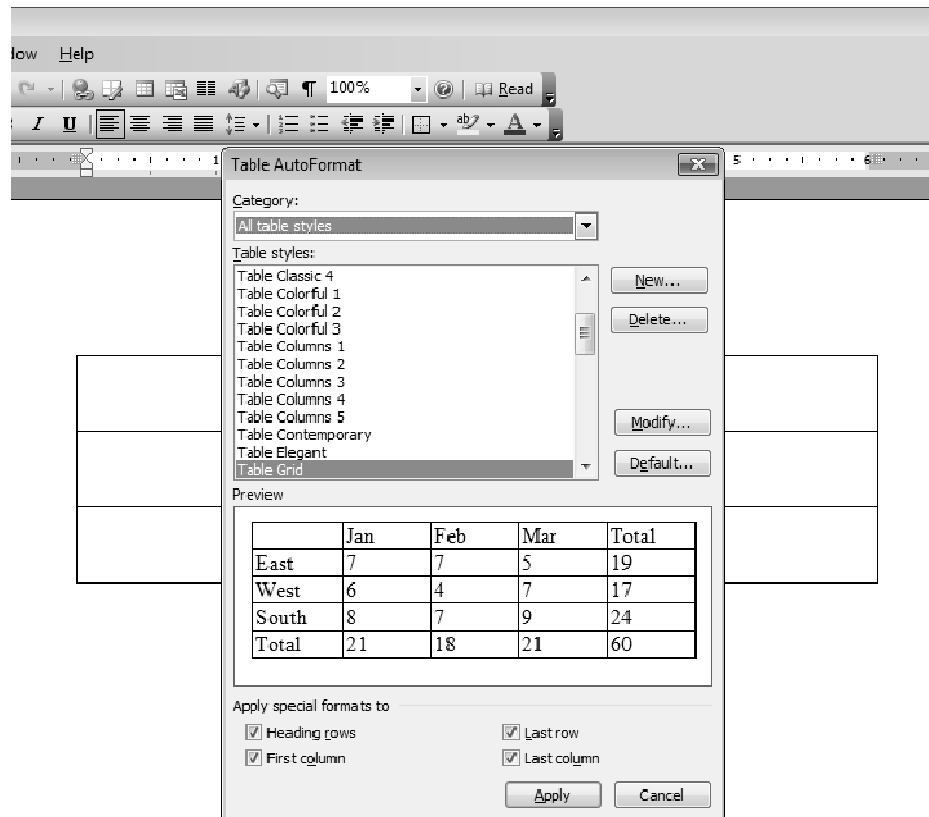 dow Help
100% Read
I U
1 5 6
Table AutoFormat
Category:
All table styles
Table styles:
Table Classic 4
Table Colorful 1
Table Colorful 2
Table Colorful 3
Table Columns 1
Table Columns 2
Table Columns 3
Table Columns 4
Table Columns 5
Table Contemporary
Table Elegant
Table Grid
New...
Delete...
Modify...
Default...
Preview
Jan Feb Mar Total
East 7 7 5 19
West 6 4 7 17
South 8 7 9 24
Total 21 18 21 60
Apply special formats to
Heading rows Last row
First column Last column
Apply Cancel